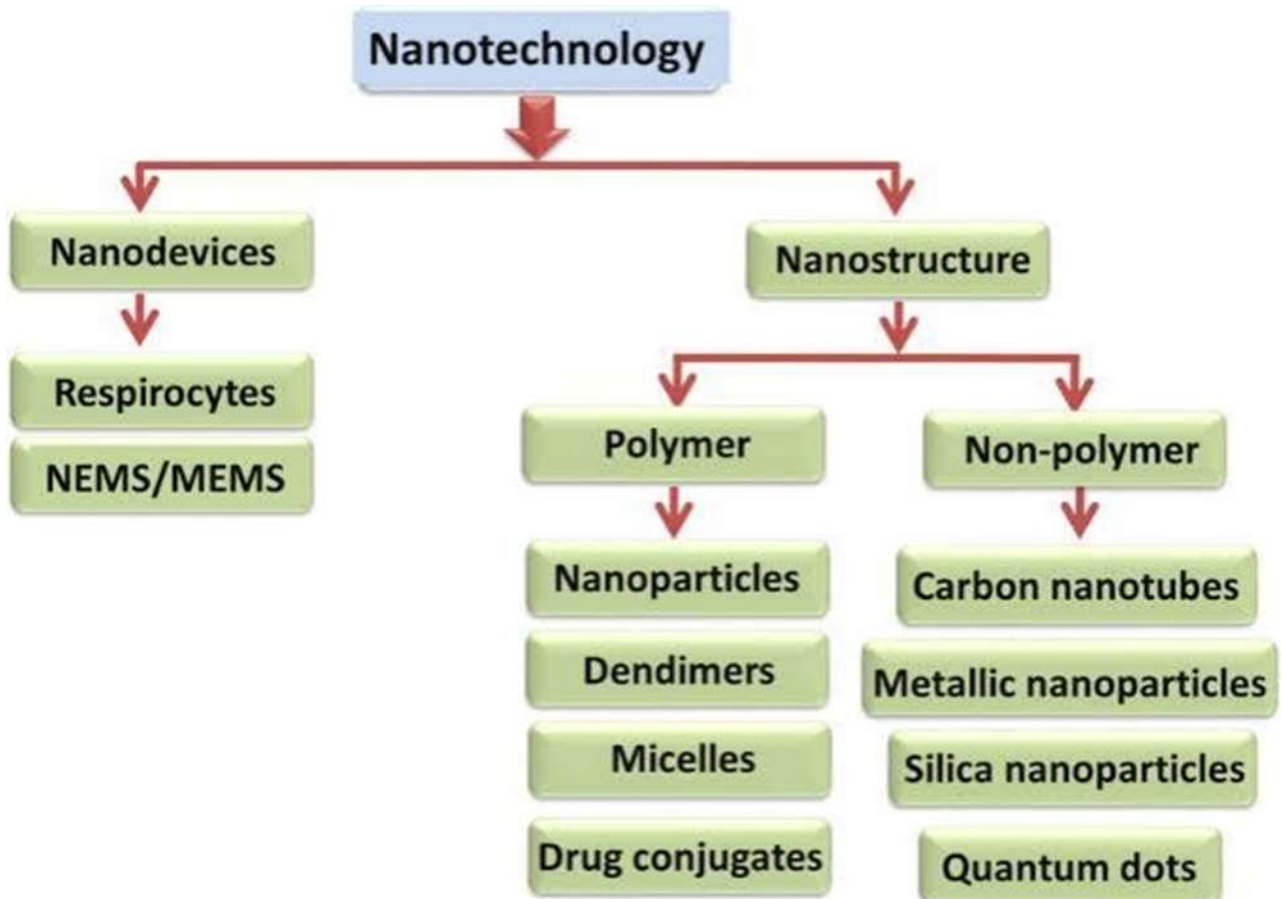 Nanotechnology
Nanodevices
Nanostructure
Respirocytes
NEMS/MEMS
Polymer
Non-polymer
Nanoparticles
Carbon nanotubes
Dendimers
Metallic nanoparticles
Micelles
Silica nanoparticles
Drug conjugates
Quantum dots